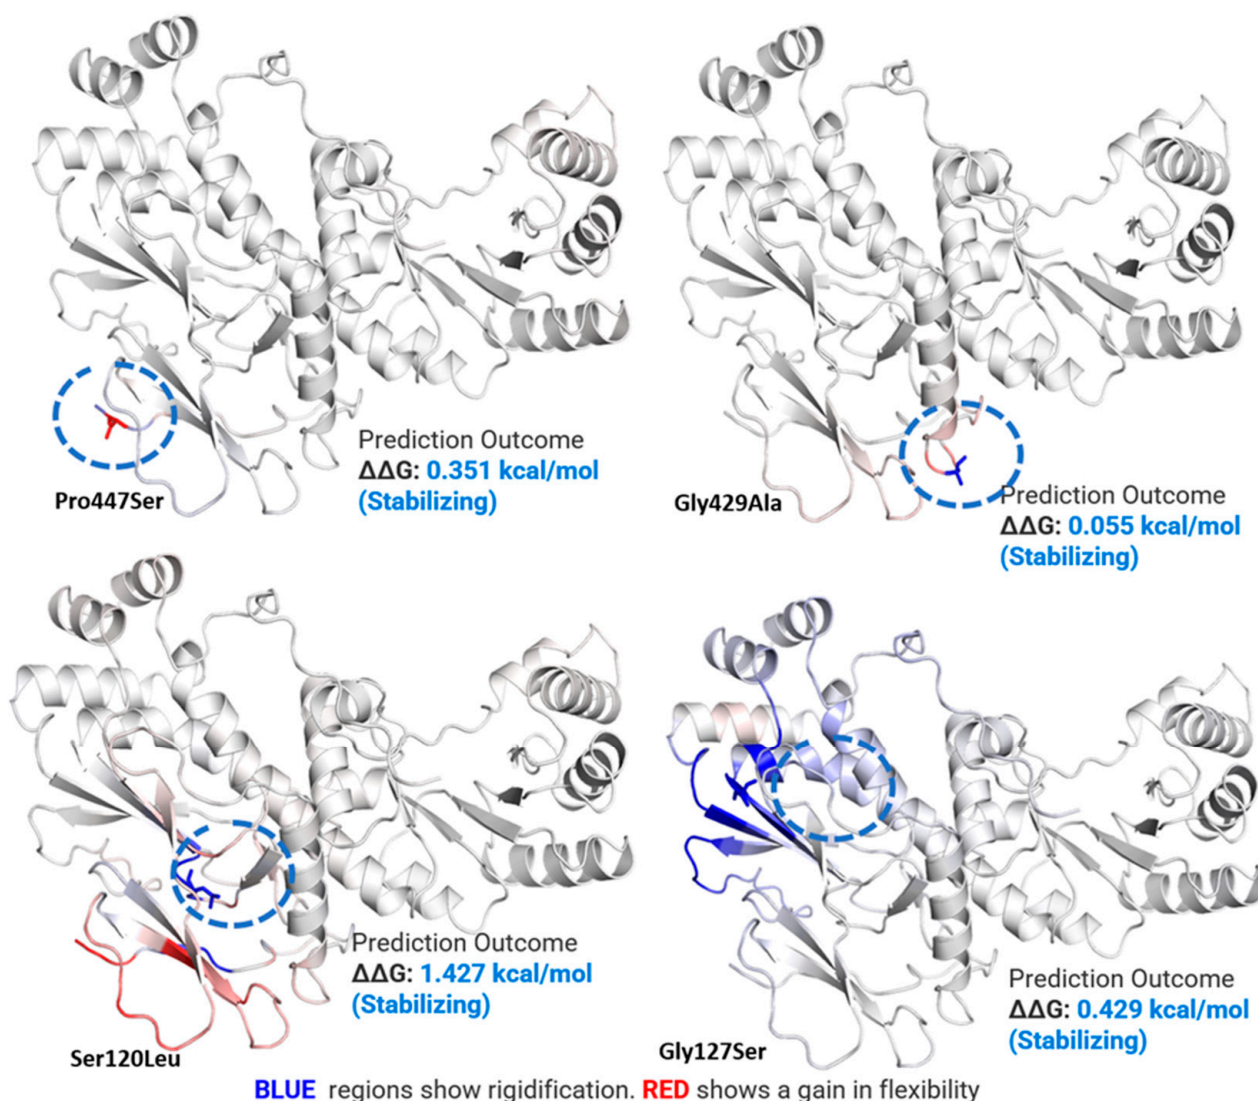 Prediction Outcome
ΔΔG: 0.351 kcal/mol
(Stabilizing)
Pro447Ser
Prediction Outcome
ΔΔG: 0.055 kcal/mol
(Stabilizing)
Gly429Ala
Prediction Outcome
ΔΔG: 1.427 kcal/mol
(Stabilizing)
Ser120Leu
Prediction Outcome
ΔΔG: 0.429 kcal/mol
(Stabilizing)
Gly127Ser
BLUE regions show rigidification. RED shows a gain in flexibility